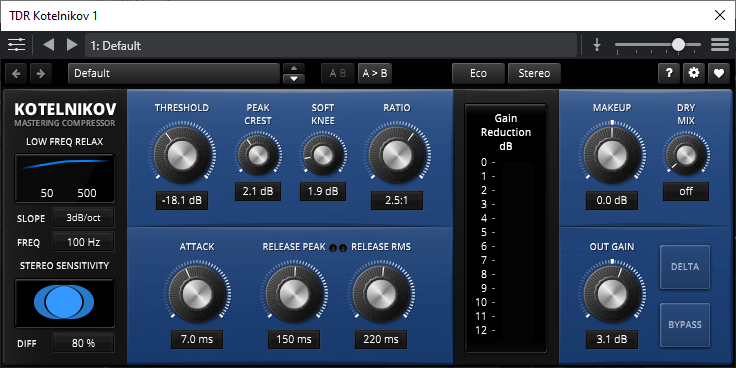 TDR Kotelnikov 1
1: Default
Default
A B
A > B
Eco
Stereo
?
KOTELNIKOV
MASTERING COMPRESSOR
LOW FREQ RELAX
50 500
SLOPE 3dB/oct
FREQ 100 Hz
STEREO SENSITIVITY
DIFF 80 %
THRESHOLD
-18.1 dB
PEAK
CREST
2.1 dB
SOFT
KNEE
1.9 dB
RATIO
2.5:1
ATTACK
7.0 ms
RELEASE PEAK
150 ms
RELEASE RMS
220 ms
Gain
Reduction
dB
0 -
1 -
2 -
3 -
4 -
5 -
6 -
7 -
8 -
9 -
10 -
11 -
12 -
MAKEUP
0.0 dB
DRY
MIX
off
OUT GAIN
3.1 dB
DELTA
BYPASS